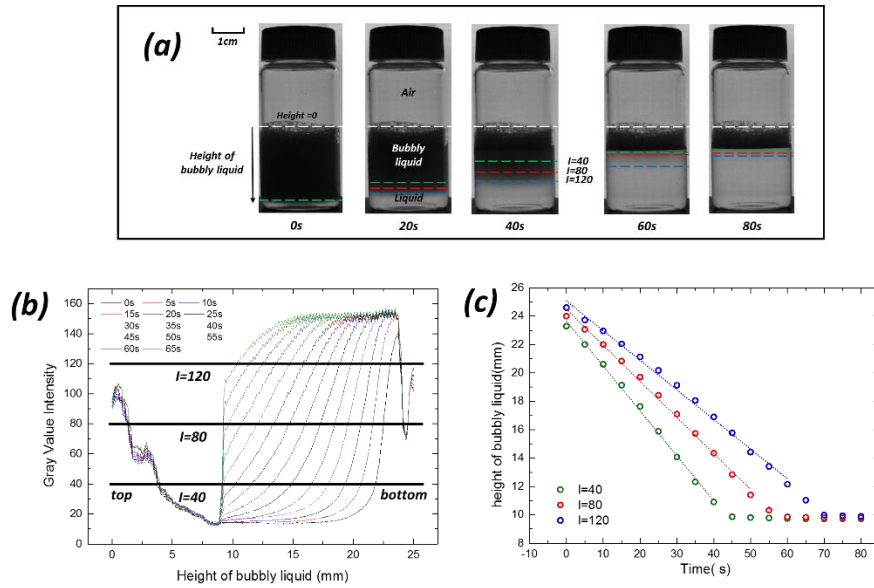 (a)
1cm
Air
Height =0
Height of
bubbly liquid
Bubbly
liquid
Liquid
I=40
I=80
I=120
0s
20s
40s
60s
80s
(b)
160
140
120
100
80
60
40
20
0
Gray Value Intensity
0s 5s 10s
15s 20s 25s
30s 35s 40s
45s 50s 55s
60s 65s
I=120
I=80
I=40
top
bottom
0 5 10 15 20 25
Height of bubbly liquid (mm)
(c)
26
24
22
20
18
16
14
12
10
8
height of bubbly liquid(mm)
I=40
I=80
I=120
-10 0 10 20 30 40 50 60 70 80
Time( s)